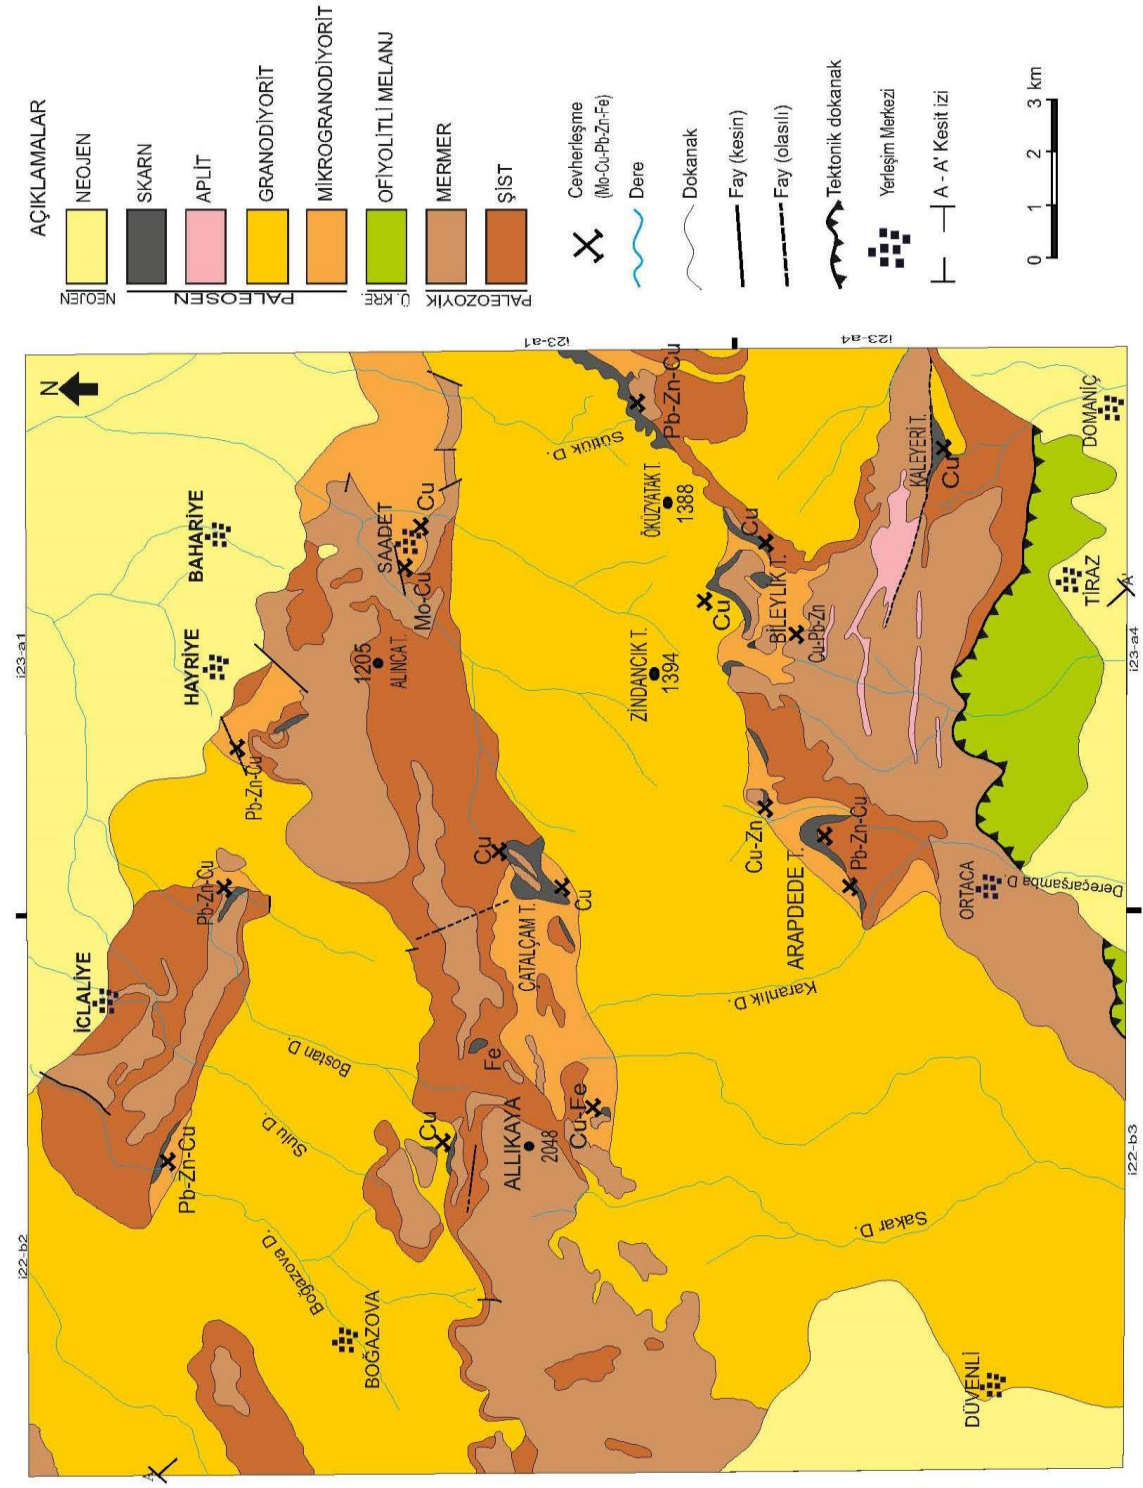 AÇIKLAMALAR
NEOJEN
NEOJEN
PALEOSEN
SKARN
APLİT
GRANODİYORİT
MİKROGRANODİYORİT
Ü. KRE.
OFİYOLİTLİ MELANJ
PALEOZOYİK
MERMER
ŞİST
Cevherleşme
(Mo-Cu-Pb-Zn-Fe)
Dere
Dokanak
Fay (kesin)
Fay (olasılı)
Tektonik dokanak
Yerleşim Merkezi
A - A' Kesit izi
0 1 2 3 km
N
i22-b2
i23-a1
i23-a1
i23-a4
i23-a4
i22-b3
A
A'
İCLALİYE
HAYRİYE
BAHARİYE
Pb-Zn-Cu
Pb-Zn-Cu
Pb-Zn-Cu
Sulu D.
Bostan D.
Boğazova D.
BOĞAZOVA
1205
ALINCA T.
SAADET
Mo-Cu
Cu
Cu
ALLIKAYA
2048
Fe
Cu-Fe
ÇATALÇAM T.
Cu
Cu
Sütlük D.
ÖKÜZYATAK T.
1388
ZİNDANCIK T.
1394
Pb-Zn-Cu
Cu
Cu
BİLEYLİK T.
Cu-Pb-Zn
Cu-Zn
ARAPDEDE T.
Pb-Zn-Cu
Karanlık D.
Sakar D.
KALEYERİ T.
Cu
ORTACA
Dereçarşamba D.
DÜVENLİ
TİRAZ
DOMANİÇ